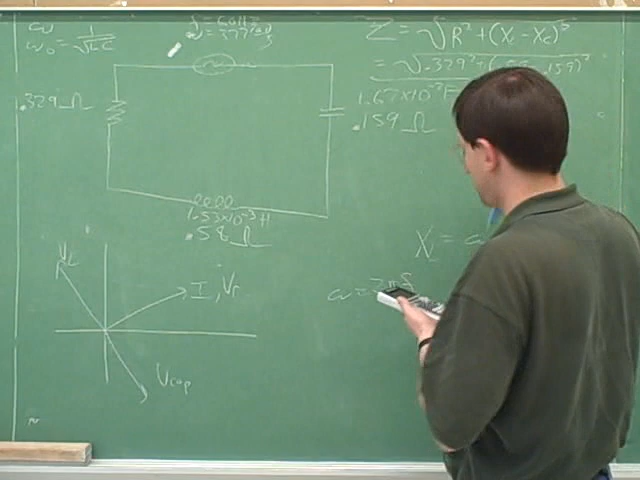 ω
ω₀ = 1/√LC
f = 60Hz
ω = 377 rad/s
Z = √R² + (X_L - X_C)²
= √.329² + (.58 - .159)²
.329 Ω
1.67×10⁻²F
.159 Ω
1.53×10⁻³ H
.58 Ω
X_L = ω
ω = 2πf
V_L
I, V_r
V_cap